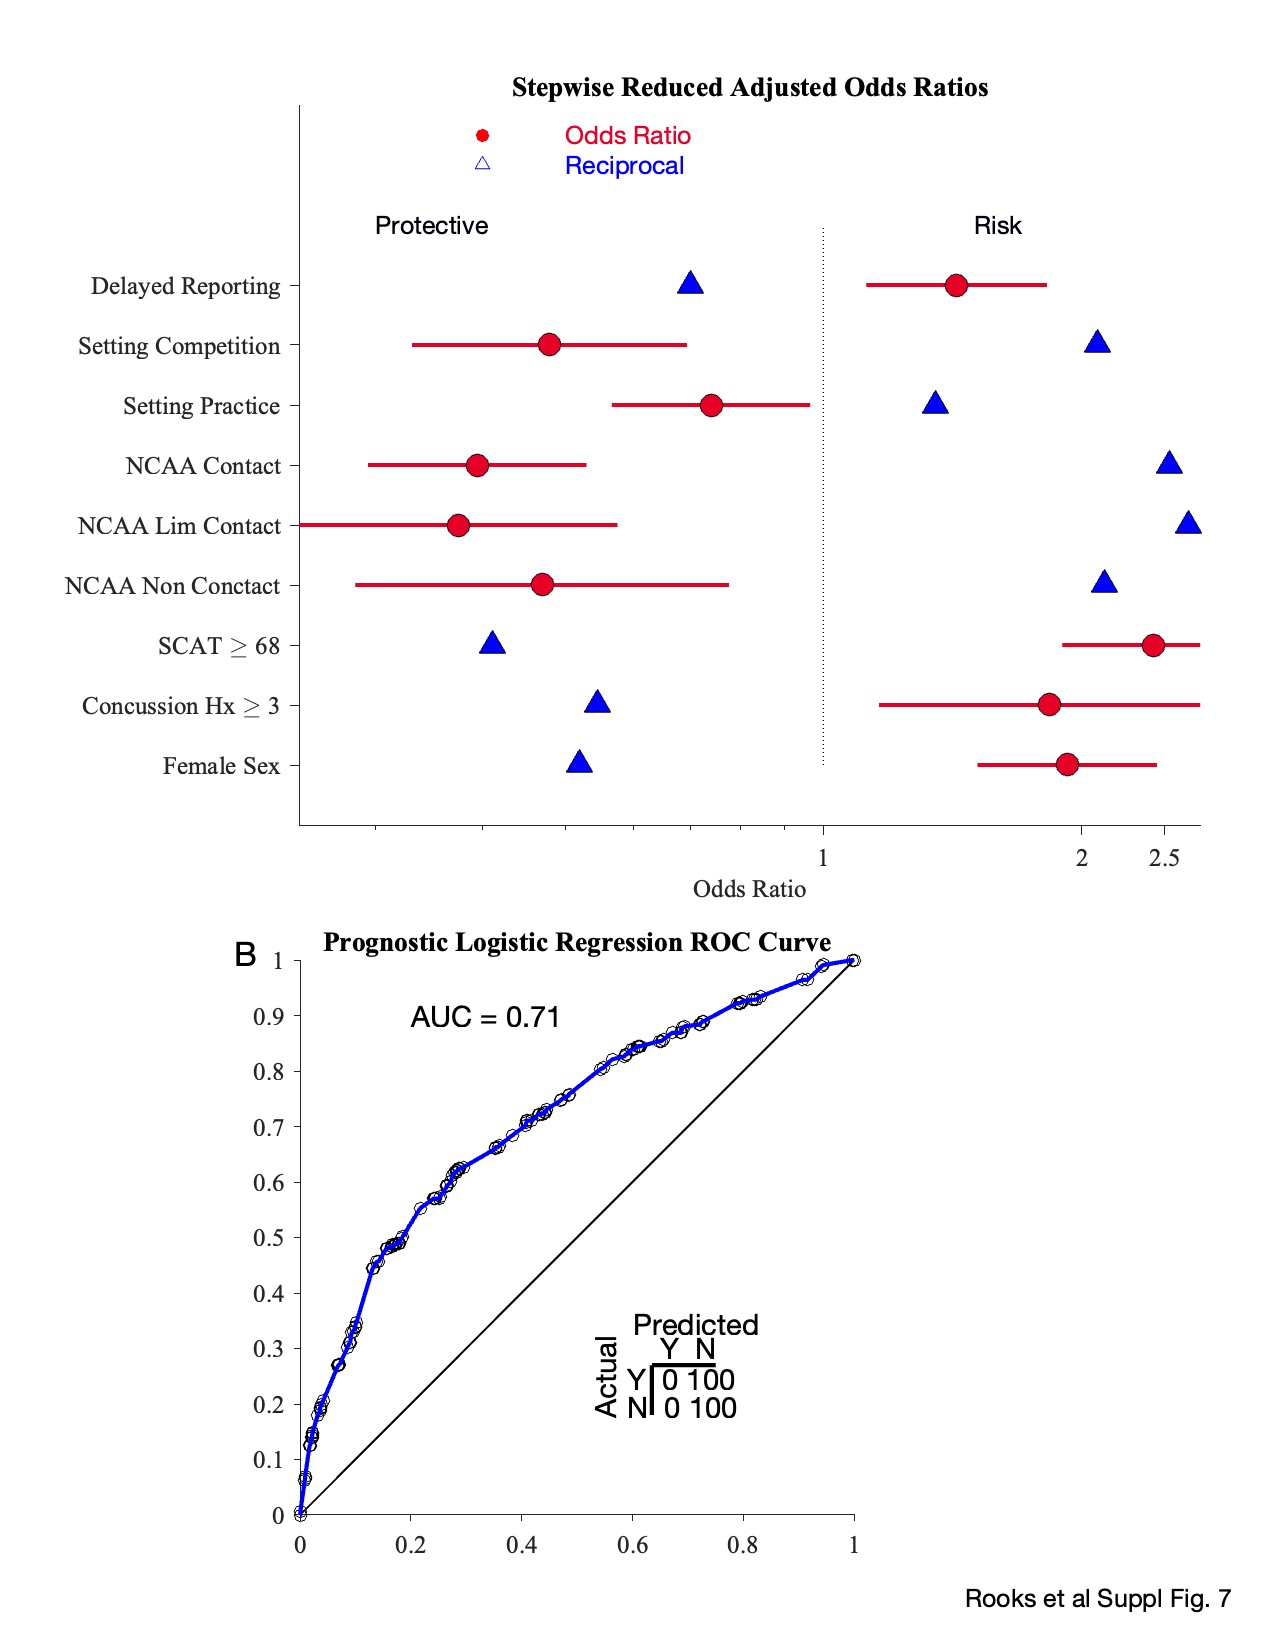 Stepwise Reduced Adjusted Odds Ratios
Odds Ratio
Reciprocal
Protective
Risk
Delayed Reporting
Setting Competition
Setting Practice
NCAA Contact
NCAA Lim Contact
NCAA Non Conctact
SCAT ≥ 68
Concussion Hx ≥ 3
Female Sex
1 2 2.5
Odds Ratio
B
Prognostic Logistic Regression ROC Curve
AUC = 0.71
1
0.9
0.8
0.7
0.6
0.5
0.4
0.3
0.2
0.1
0
Predicted
Actual
Y N
Y 0 100
N 0 100
0 0.2 0.4 0.6 0.8 1
Rooks et al Suppl Fig. 7